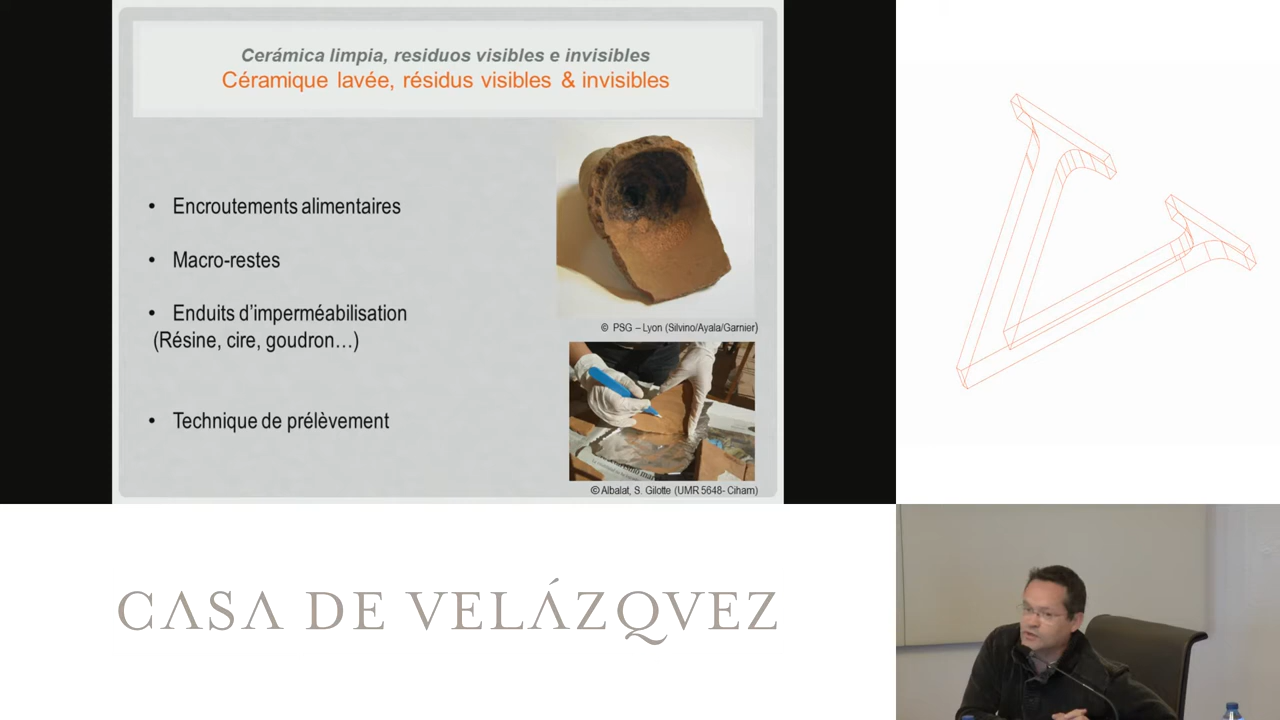 Cerámica limpia, residuos visibles e invisibles
Céramique lavée, résidus visibles & invisibles
• Encroutements alimentaires
• Macro-restes
• Enduits d'imperméabilisation
(Résine, cire, goudron…)
• Technique de prélèvement
© PSG – Lyon (Silvino/Ayala/Garnier)
© Albalat, S. Gilotte (UMR 5648- Ciham)
CASA DE VELÁZQVEZ